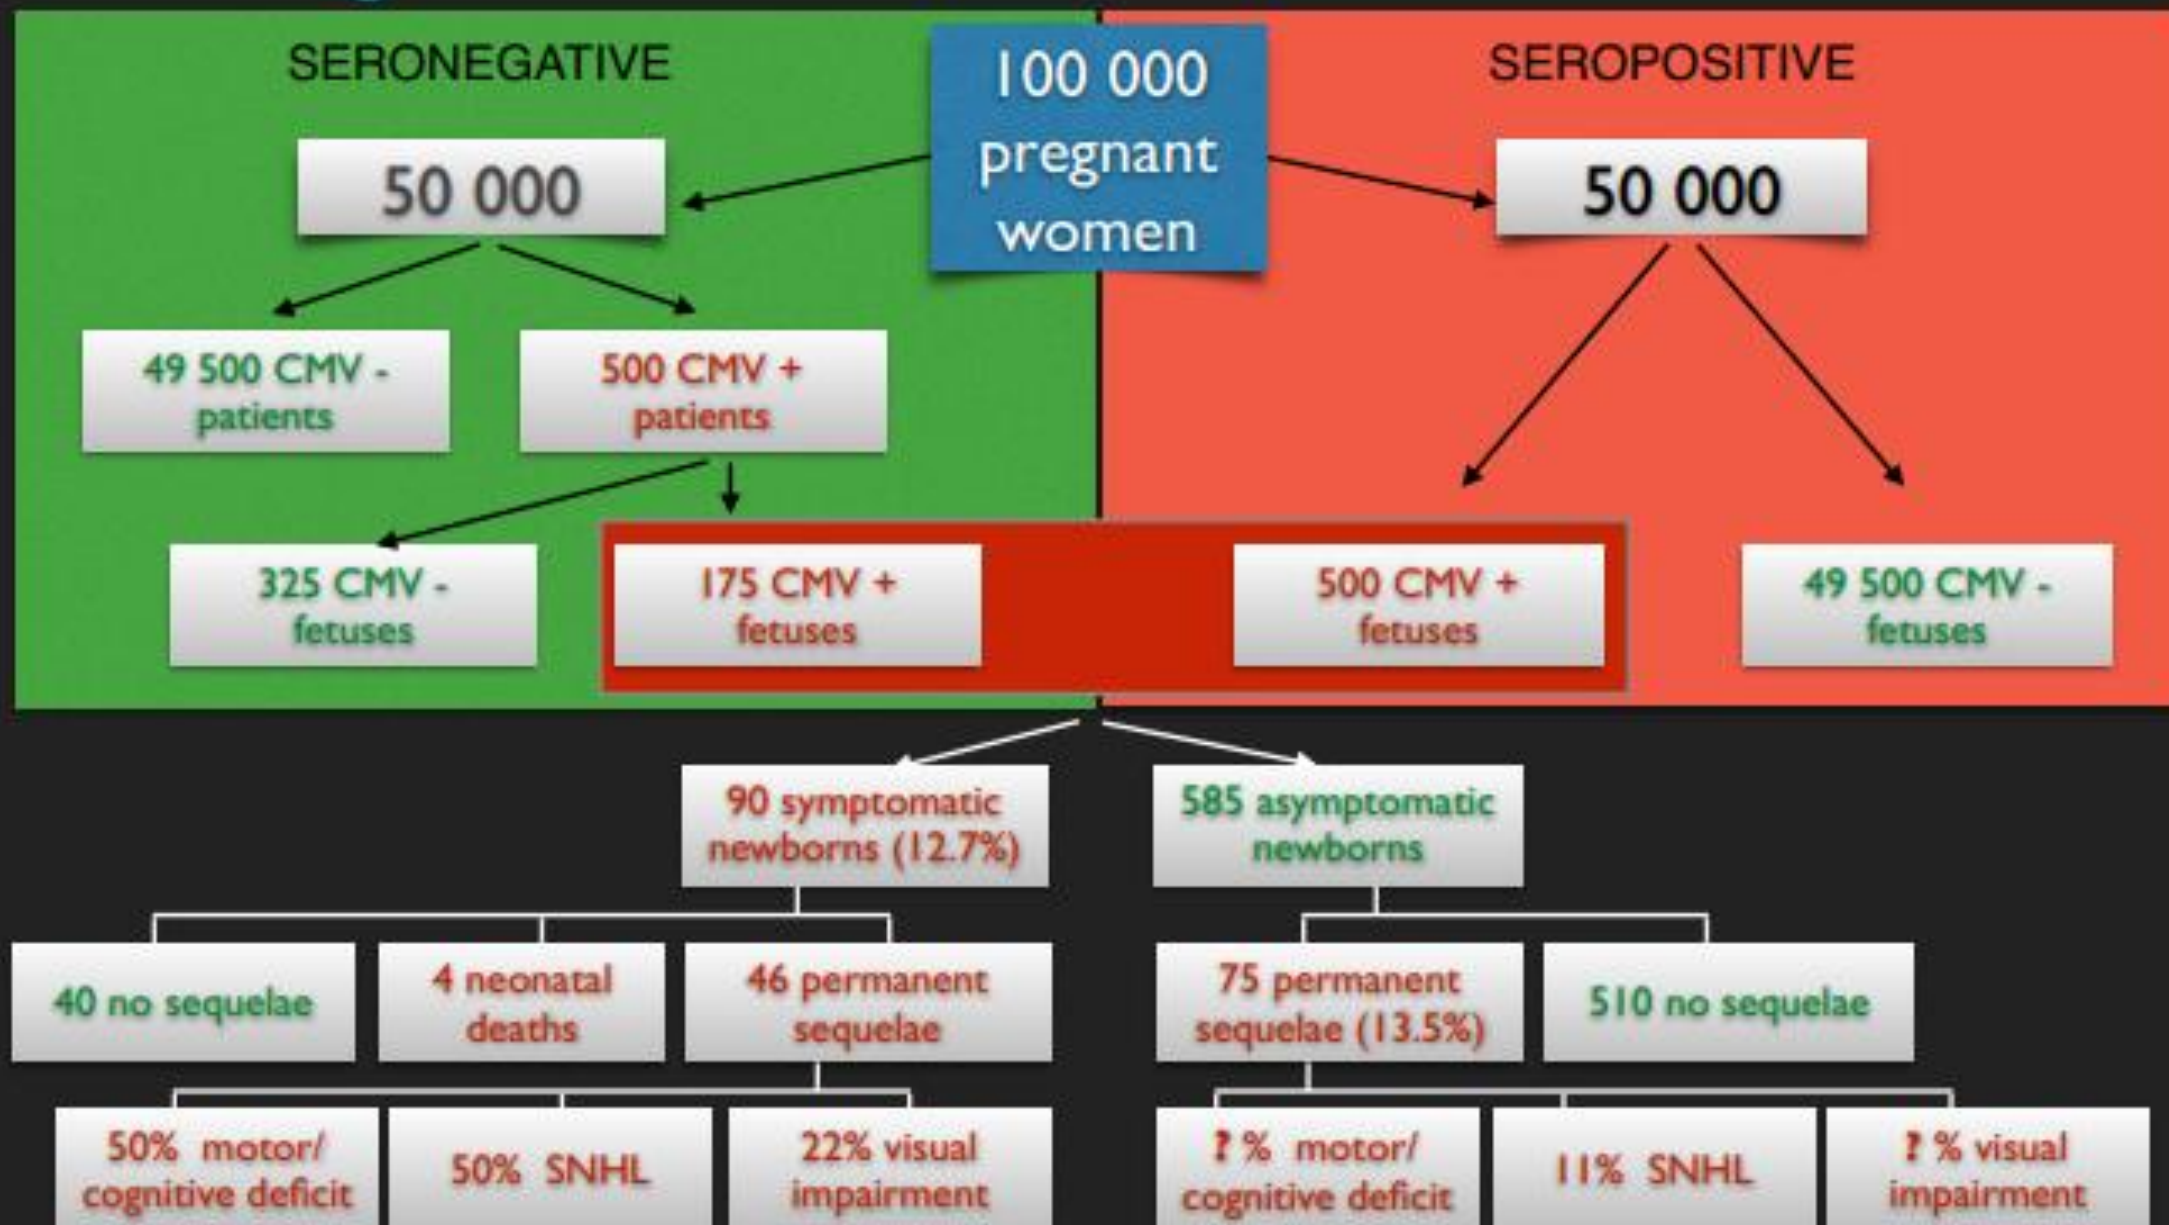 SERONEGATIVE
100 000
pregnant
women
SEROPOSITIVE
50 000
50 000
49 500 CMV -
patients
500 CMV +
patients
325 CMV -
fetuses
175 CMV +
fetuses
500 CMV +
fetuses
49 500 CMV -
fetuses
90 symptomatic
newborns (12.7%)
585 asymptomatic
newborns
40 no sequelae
4 neonatal
deaths
46 permanent
sequelae
75 permanent
sequelae (13.5%)
510 no sequelae
50% motor/
cognitive deficit
50% SNHL
22% visual
impairment
? % motor/
cognitive deficit
11% SNHL
? % visual
impairment